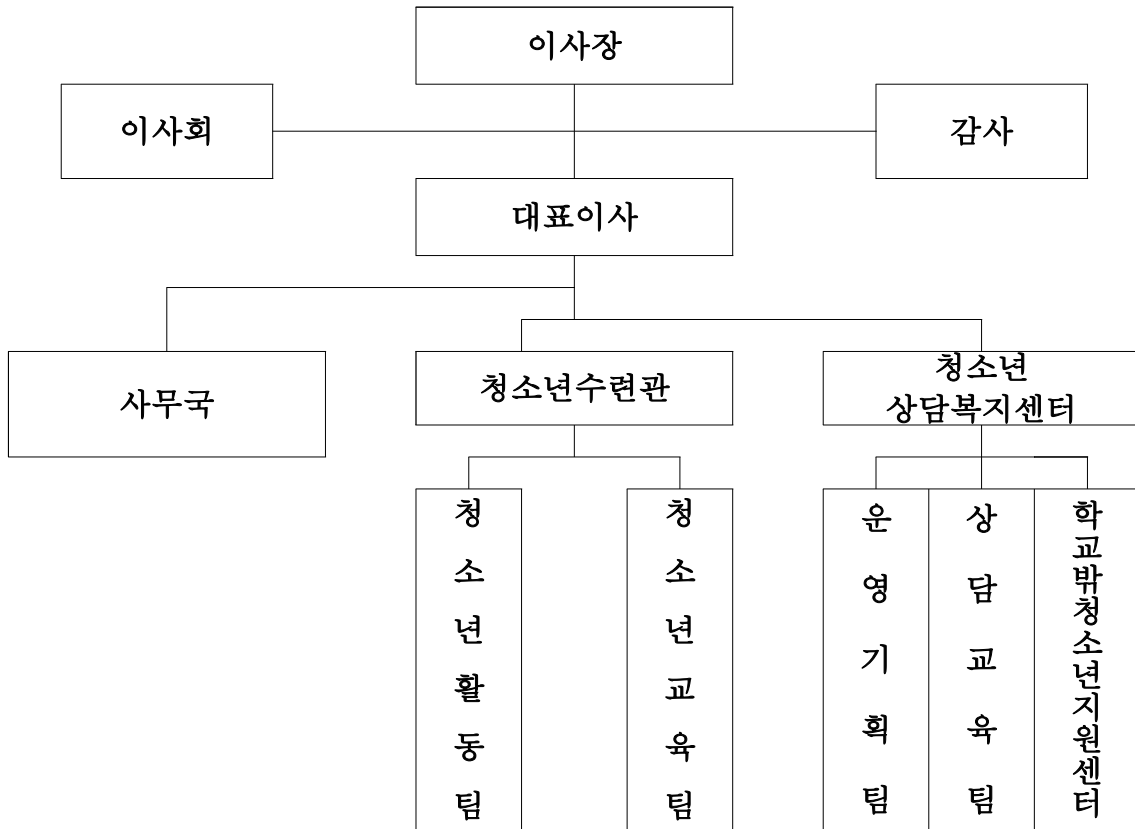 이사장
이사회
감사
대표이사
사무국
청소년수련관
청소년
상담복지센터
청소년활동팀
청소년교육팀
운영기획팀
상담교육팀
학교밖청소년지원센터